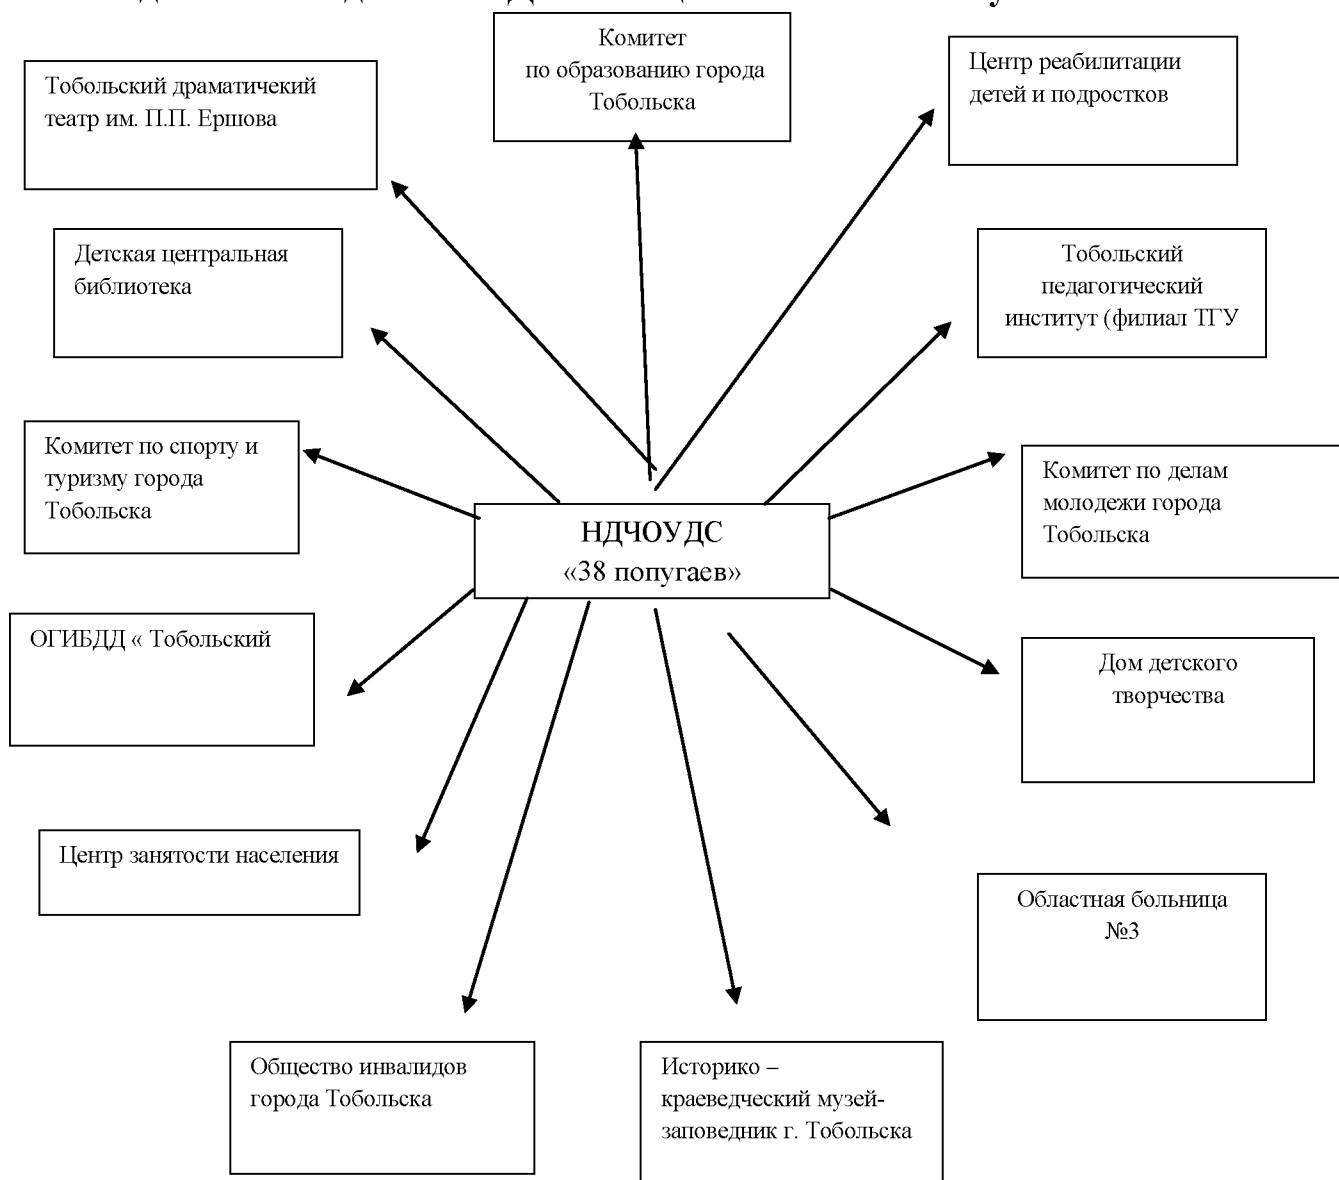 Комитет
по образованию города
Тобольска
Центр реабилитации
детей и подростков
Тобольский драматичекий
театр им. П.П. Ершова
Детская центральная
библиотека
Тобольский
педагогический
институт (филиал ТГУ
Комитет по спорту и
туризму города
Тобольска
Комитет по делам
молодежи города
Тобольска
НДЧОУДС
«38 попугаев»
ОГИБДД « Тобольский
Дом детского
творчества
Центр занятости населения
Областная больница
№3
Общество инвалидов
города Тобольска
Историко –
краеведческий музей-
заповедник г. Тобольска